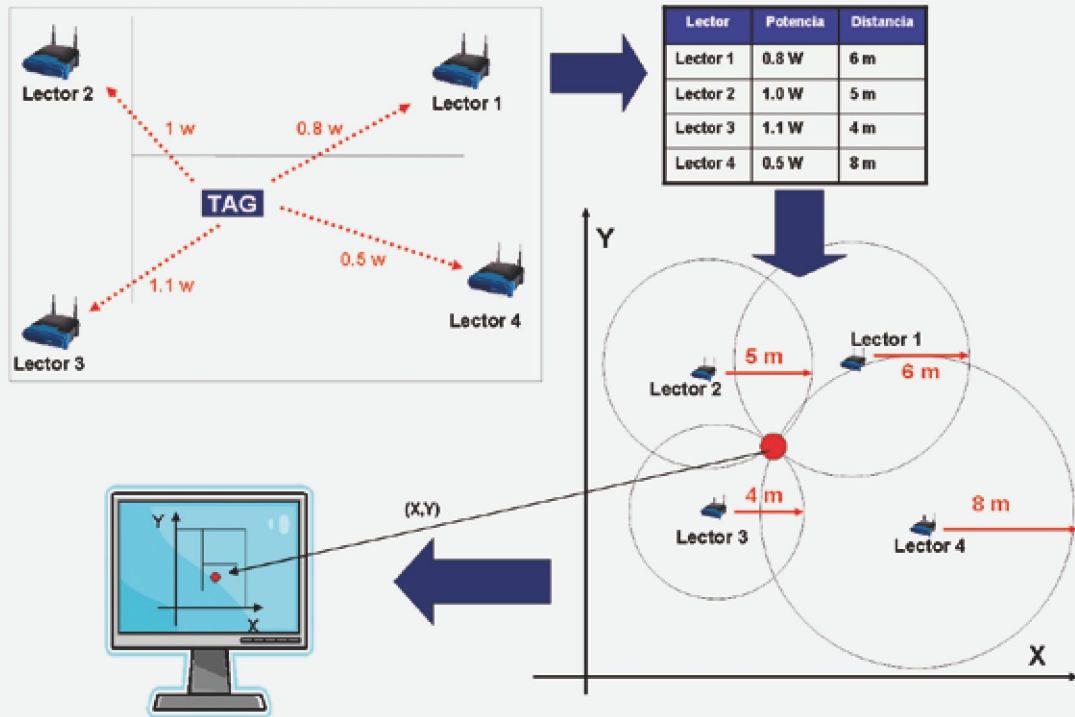 Lector 2
Lector 1
1 w
0.8 w
TAG
0.5 w
1.1 w
Lector 4
Lector 3
Lector Potencia Distancia
Lector 1 0.8 W 6 m
Lector 2 1.0 W 5 m
Lector 3 1.1 W 4 m
Lector 4 0.5 W 8 m
Y
Lector 1
5 m
6 m
Lector 2
4 m
8 m
Lector 3
Lector 4
X
(X,Y)
Y
X